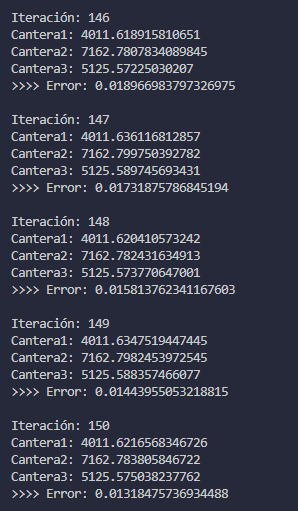 Iteración: 146
Cantera1: 4011.618915810651
Cantera2: 7162.7807834089845
Cantera3: 5125.57225030207
>>>> Error: 0.018966983797326975
Iteración: 147
Cantera1: 4011.636116812857
Cantera2: 7162.799750392782
Cantera3: 5125.589745693431
>>>> Error: 0.01731875786845194
Iteración: 148
Cantera1: 4011.620410573242
Cantera2: 7162.782431634913
Cantera3: 5125.573770647001
>>>> Error: 0.015813762341167603
Iteración: 149
Cantera1: 4011.6347519447445
Cantera2: 7162.7982453972545
Cantera3: 5125.588357466077
>>>> Error: 0.01443955053218815
Iteración: 150
Cantera1: 4011.6216568346726
Cantera2: 7162.783805846722
Cantera3: 5125.575038237762
>>>> Error: 0.01318475736934488